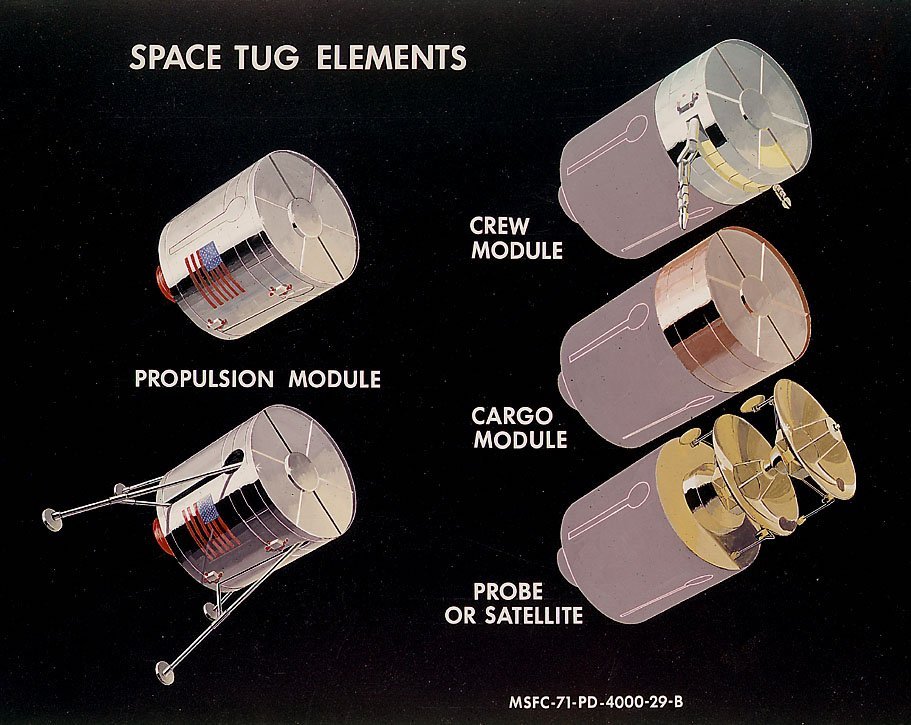 SPACE TUG ELEMENTS
CREW
MODULE
PROPULSION MODULE
CARGO
MODULE
PROBE
OR SATELLITE
MSFC-71-PD-4000-29-B